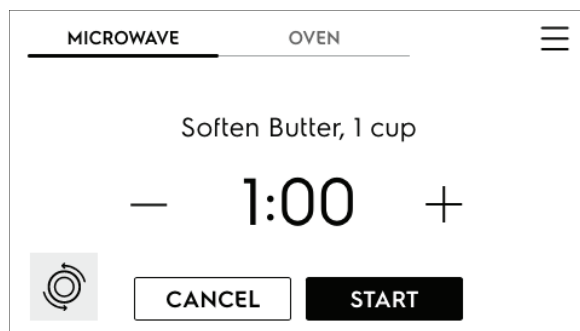 MICROWAVE OVEN
Soften Butter, 1 cup
— 1:00 +
CANCEL START